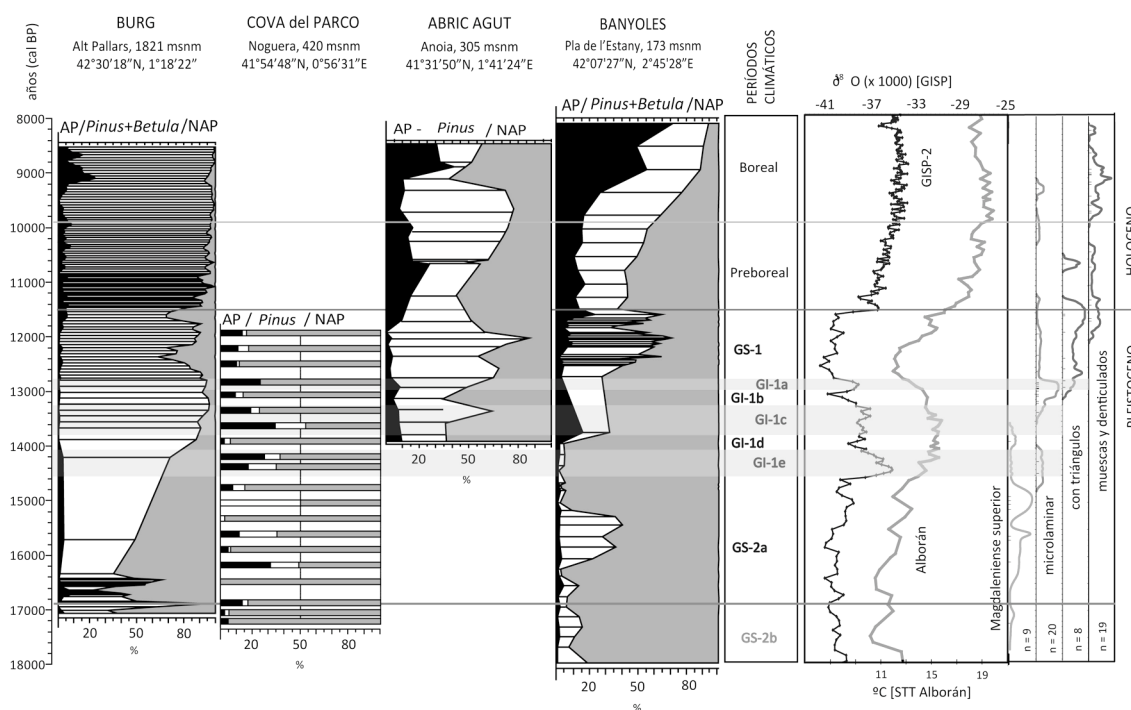 BURG
Alt Pallars, 1821 msnm
42°30’18”N, 1°18’22’’
COVA del PARCO
Noguera, 420 msnm
41°54’48”N, 0°56’31”E
ABRIC AGUT
Anoia, 305 msnm
41°31’50”N, 1°41’24”E
BANYOLES
Pla de l’Estany, 173 msnm
42°07’27”N, 2°45’28”E
años (cal BP)
PERÍODOS
CLIMÁTICOS
O (x 1000) [GISP]
-41 -37 -33 -29 -25
AP/Pinus+Betula/NAP
AP / Pinus / NAP
AP - Pinus / NAP
AP/Pinus+Betula/NAP
8000
9000
10000
11000
12000
13000
14000
15000
16000
17000
18000
Boreal
Preboreal
GS-1
GI-1a
GI-1b
GI-1c
GI-1d
GI-1e
GS-2a
GS-2b
GISP-2
Alborán
Magdaleniense superior
microlaminar
con triángulos
muescas y denticulados
n = 9
n = 20
n = 8
n = 19
HOLOCENO
PLEISTOCENO
20 50 80
%
20 50 80
%
20 50 80
%
20 50 80
%
11 15 19
ºC [STT Alborán]